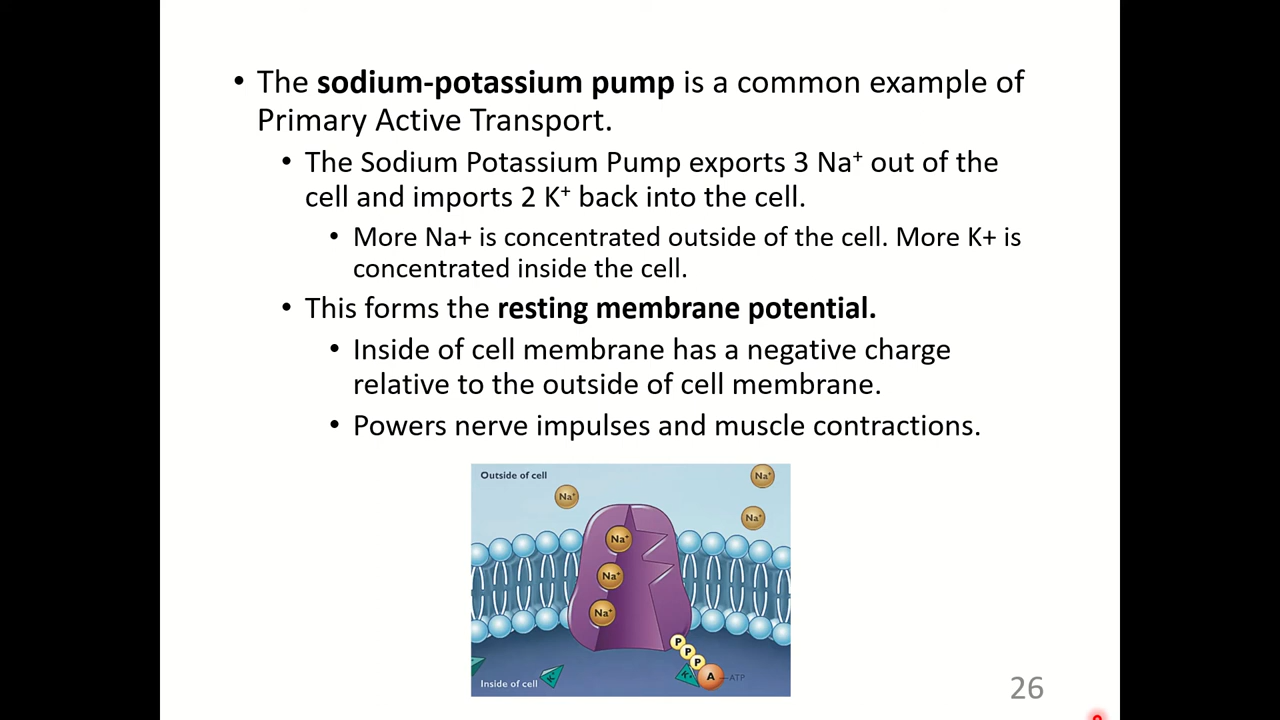 • The sodium-potassium pump is a common example of
Primary Active Transport.
• The Sodium Potassium Pump exports 3 Na⁺ out of the
cell and imports 2 K⁺ back into the cell.
• More Na+ is concentrated outside of the cell. More K+ is
concentrated inside the cell.
• This forms the resting membrane potential.
• Inside of cell membrane has a negative charge
relative to the outside of cell membrane.
• Powers nerve impulses and muscle contractions.
Outside of cell
Na⁺
Na⁺
Na⁺
Na⁺
Na⁺
Na⁺
P
P
P
A
ATP
K⁺
K⁺
Inside of cell
26